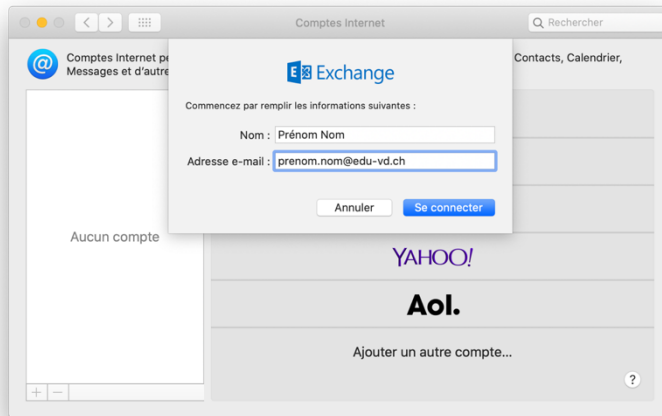 Comptes Internet
Rechercher
Comptes Internet pe
Contacts, Calendrier,
Messages et d'autre
E Exchange
Commencez par remplir les informations suivantes :
Nom : Prénom Nom
Adresse e-mail : prenom.nom@edu-vd.ch
Annuler
Se connecter
Aucun compte
YAHOO!
Aol.
Ajouter un autre compte...
?